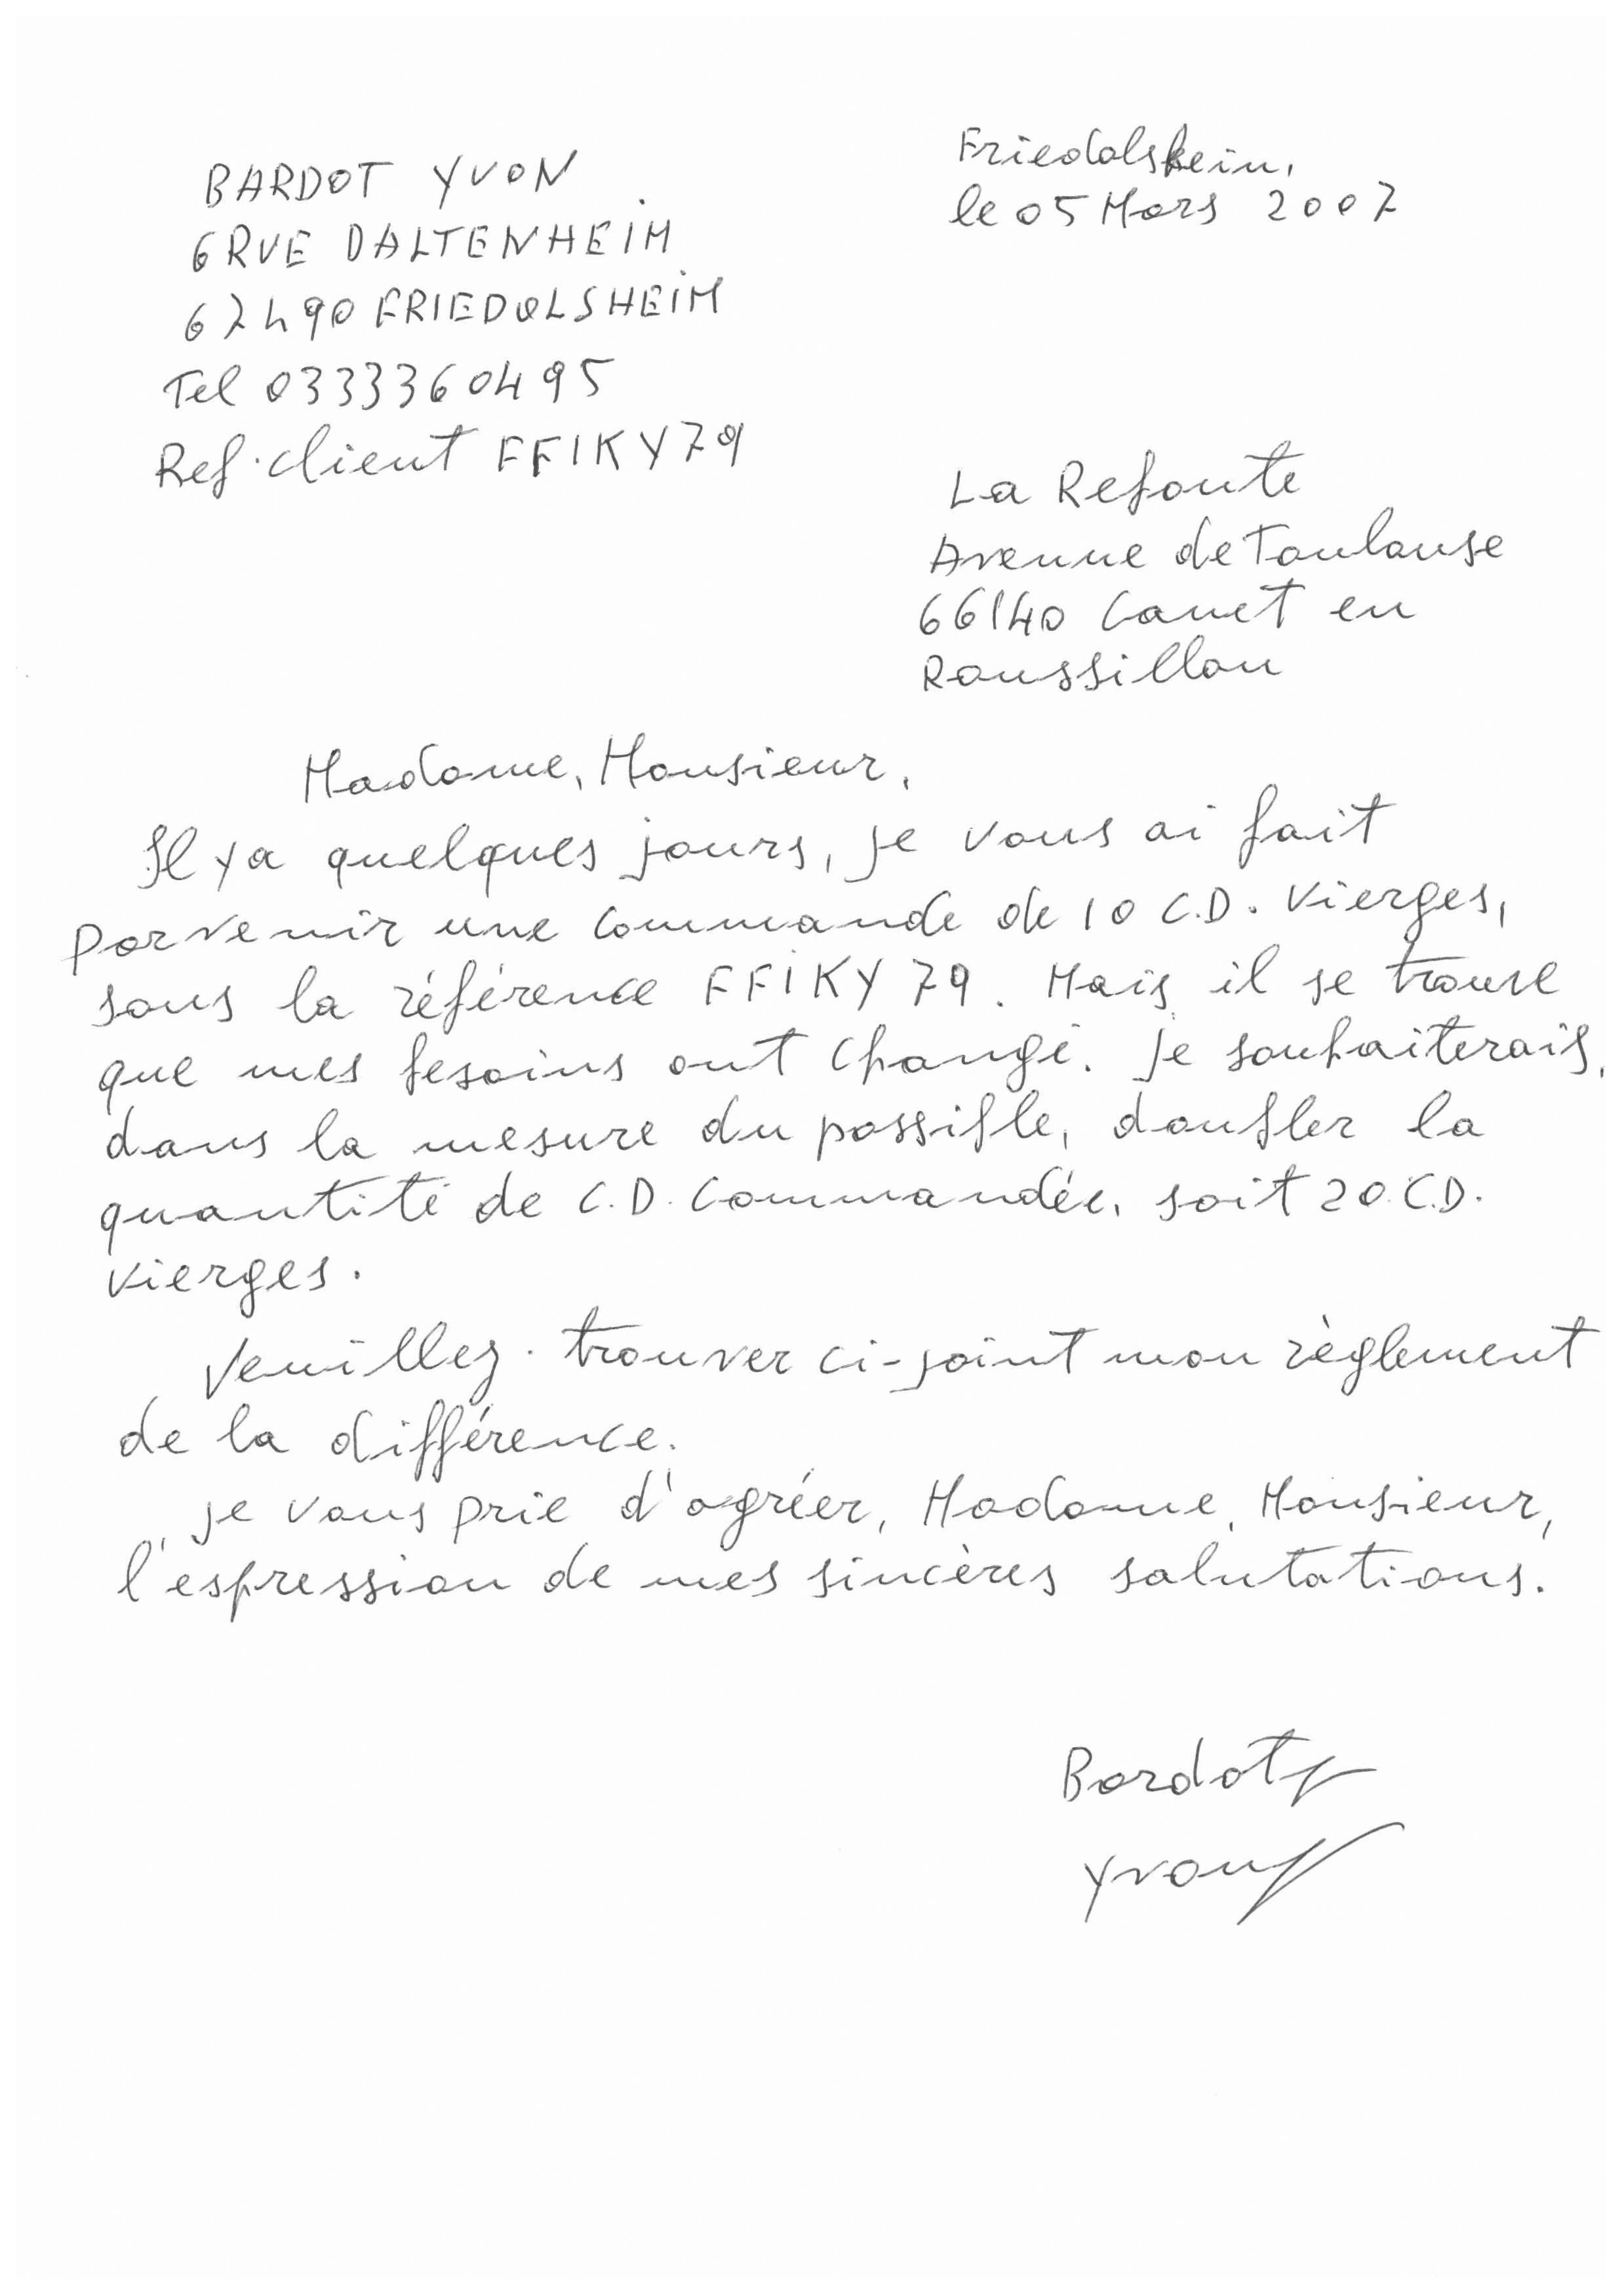 BARDOT YVON
6 RUE DALTENHEIM
67490 FRIEDOLSHEIM
Tel 0333360495
Ref. client FFIKY79
Friedolshein,
le 05 Mars 2007
La Refoute
Avenue de Toulouse
66140 Canet en
Roussillon
Madame, Monsieur,
Il y a quelques jours, je vous ai fait
parvenir une commande de 10 C.D. vierges,
sous la référence FFIKY 79. Mais il se trouve
que mes besoins ont changé. Je souhaiterais,
dans la mesure du possible, doubler la
quantité de C.D. commandée, soit 20 C.D.
vierges.
Veuillez trouver ci-joint mon règlement
de la différence.
Je vous prie d'agréer, Madame, Monsieur,
l'expression de mes sincères salutations.
Bardot
Yvon